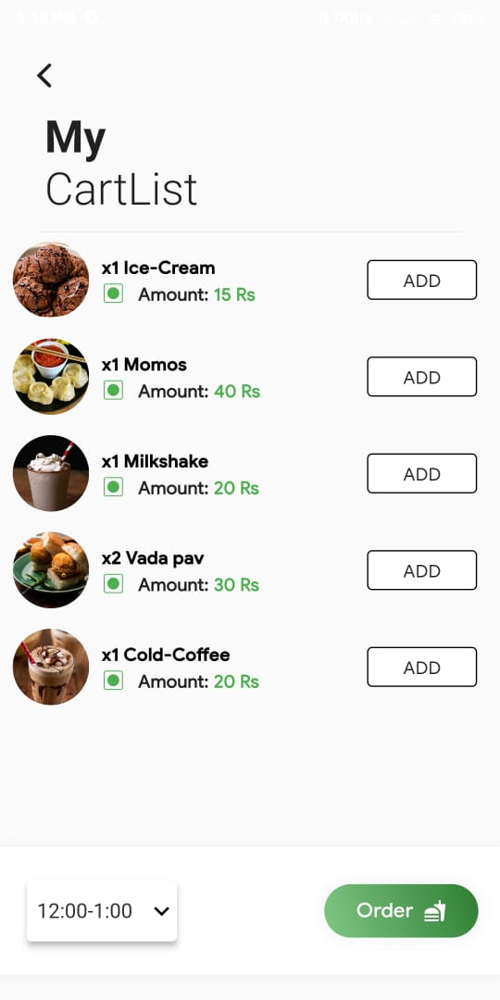 9:18 PM
0.1KB/s
My
CartList
x1 Ice-Cream
Amount: 15 Rs
ADD
x1 Momos
Amount: 40 Rs
ADD
x1 Milkshake
Amount: 20 Rs
ADD
x2 Vada pav
Amount: 30 Rs
ADD
x1 Cold-Coffee
Amount: 20 Rs
ADD
12:00-1:00
Order